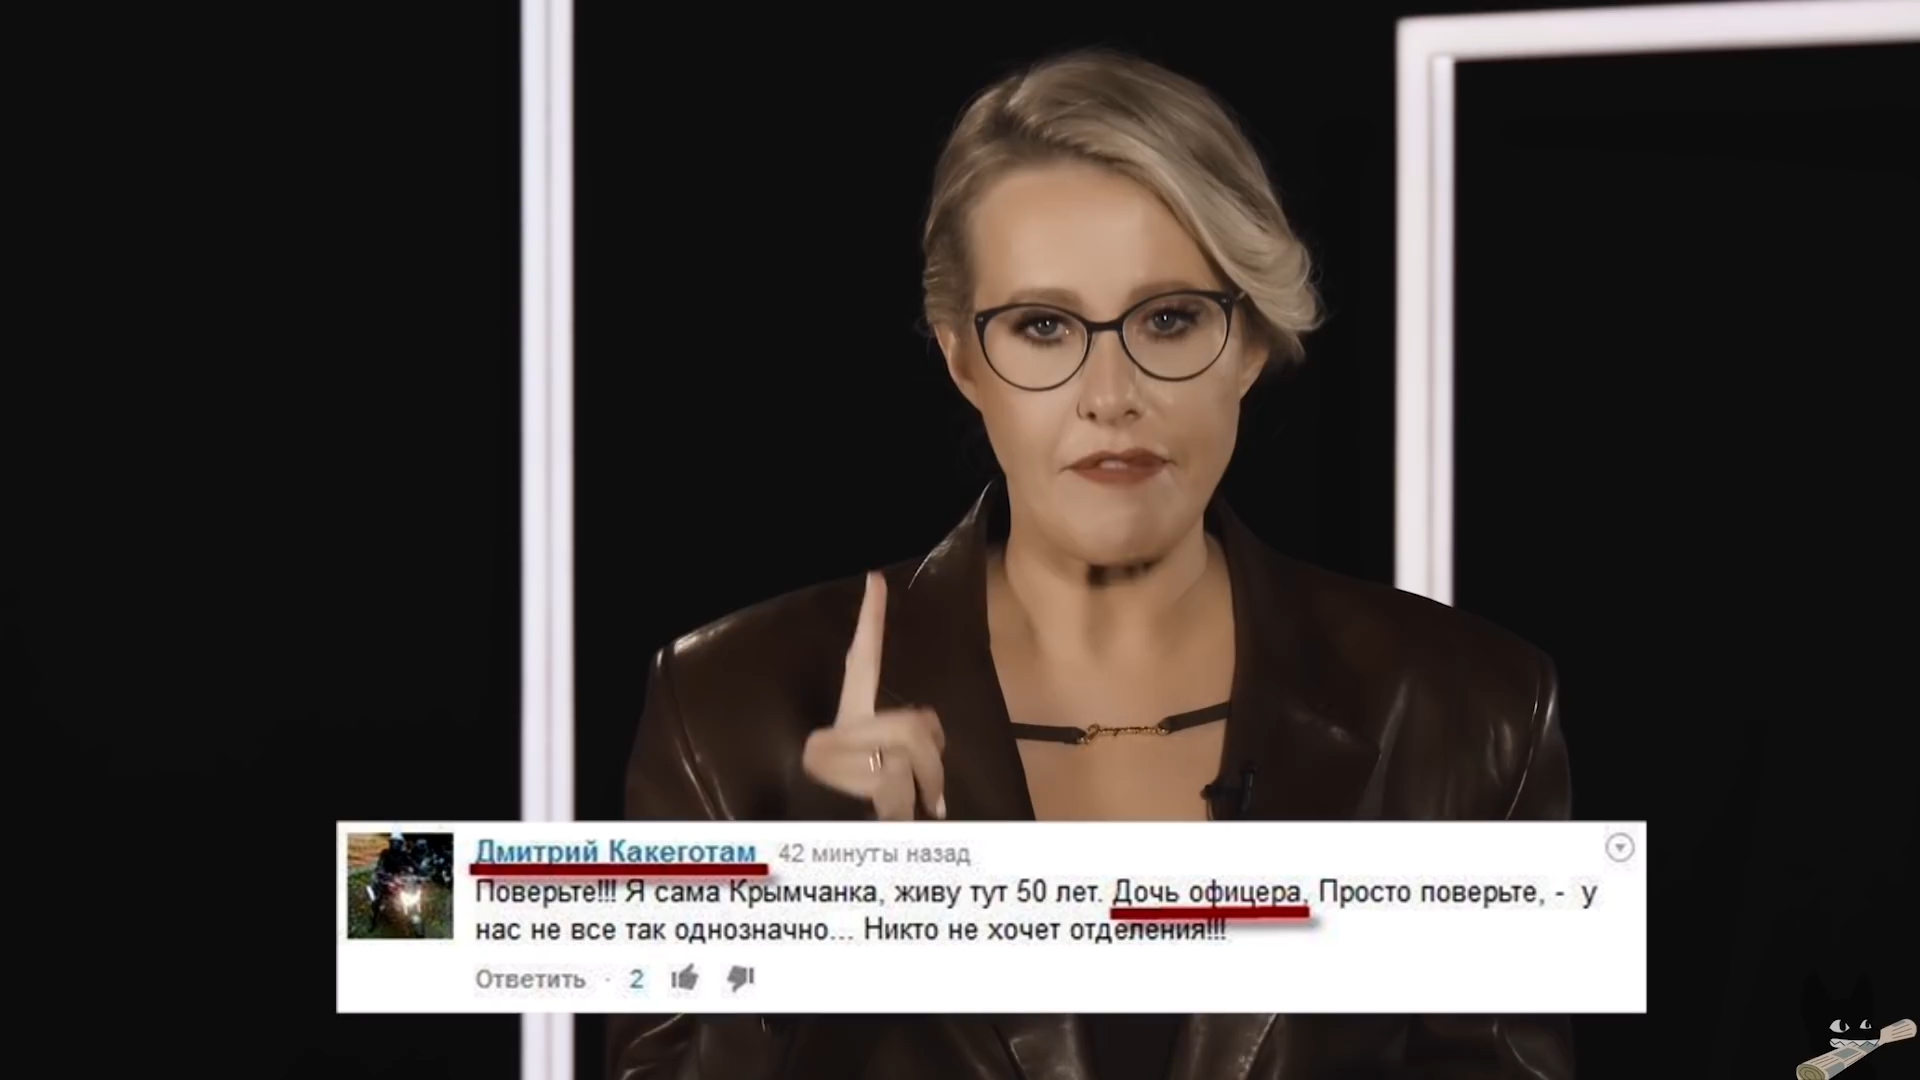 Дмитрий Какеготам 42 минуты назад
Поверьте!!! Я сама Крымчанка, живу тут 50 лет. Дочь офицера, Просто поверьте, - у
нас не все так однозначно... Никто не хочет отделения!!!
Ответить · 2